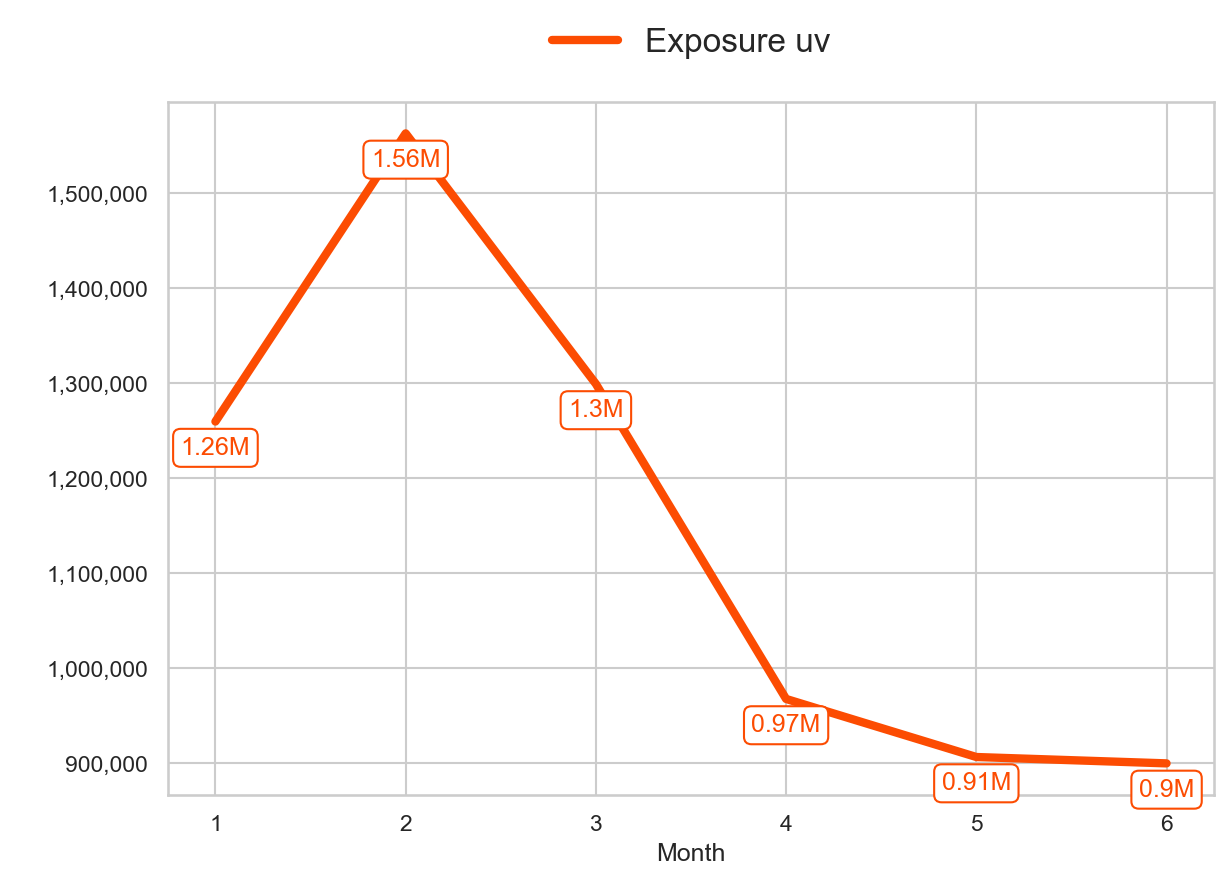 Exposure uv
1,500,000
1,400,000
1,300,000
1,200,000
1,100,000
1,000,000
900,000
1.56M
1.26M
1.3M
0.97M
0.91M
0.9M
1 2 3 4 5 6
Month